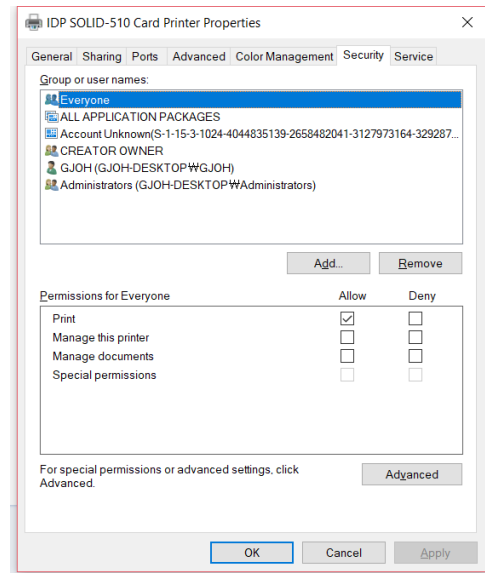 IDP SOLID-510 Card Printer Properties
General Sharing Ports Advanced Color Management Security Service
Group or user names:
Everyone
ALL APPLICATION PACKAGES
Account Unknown(S-1-15-3-1024-4044835139-2658482041-3127973164-329287...
CREATOR OWNER
GJOH (GJOH-DESKTOP₩GJOH)
Administrators (GJOH-DESKTOP₩Administrators)
Add... Remove
Permissions for Everyone Allow Deny
Print
Manage this printer
Manage documents
Special permissions
For special permissions or advanced settings, click
Advanced.
Advanced
OK Cancel Apply